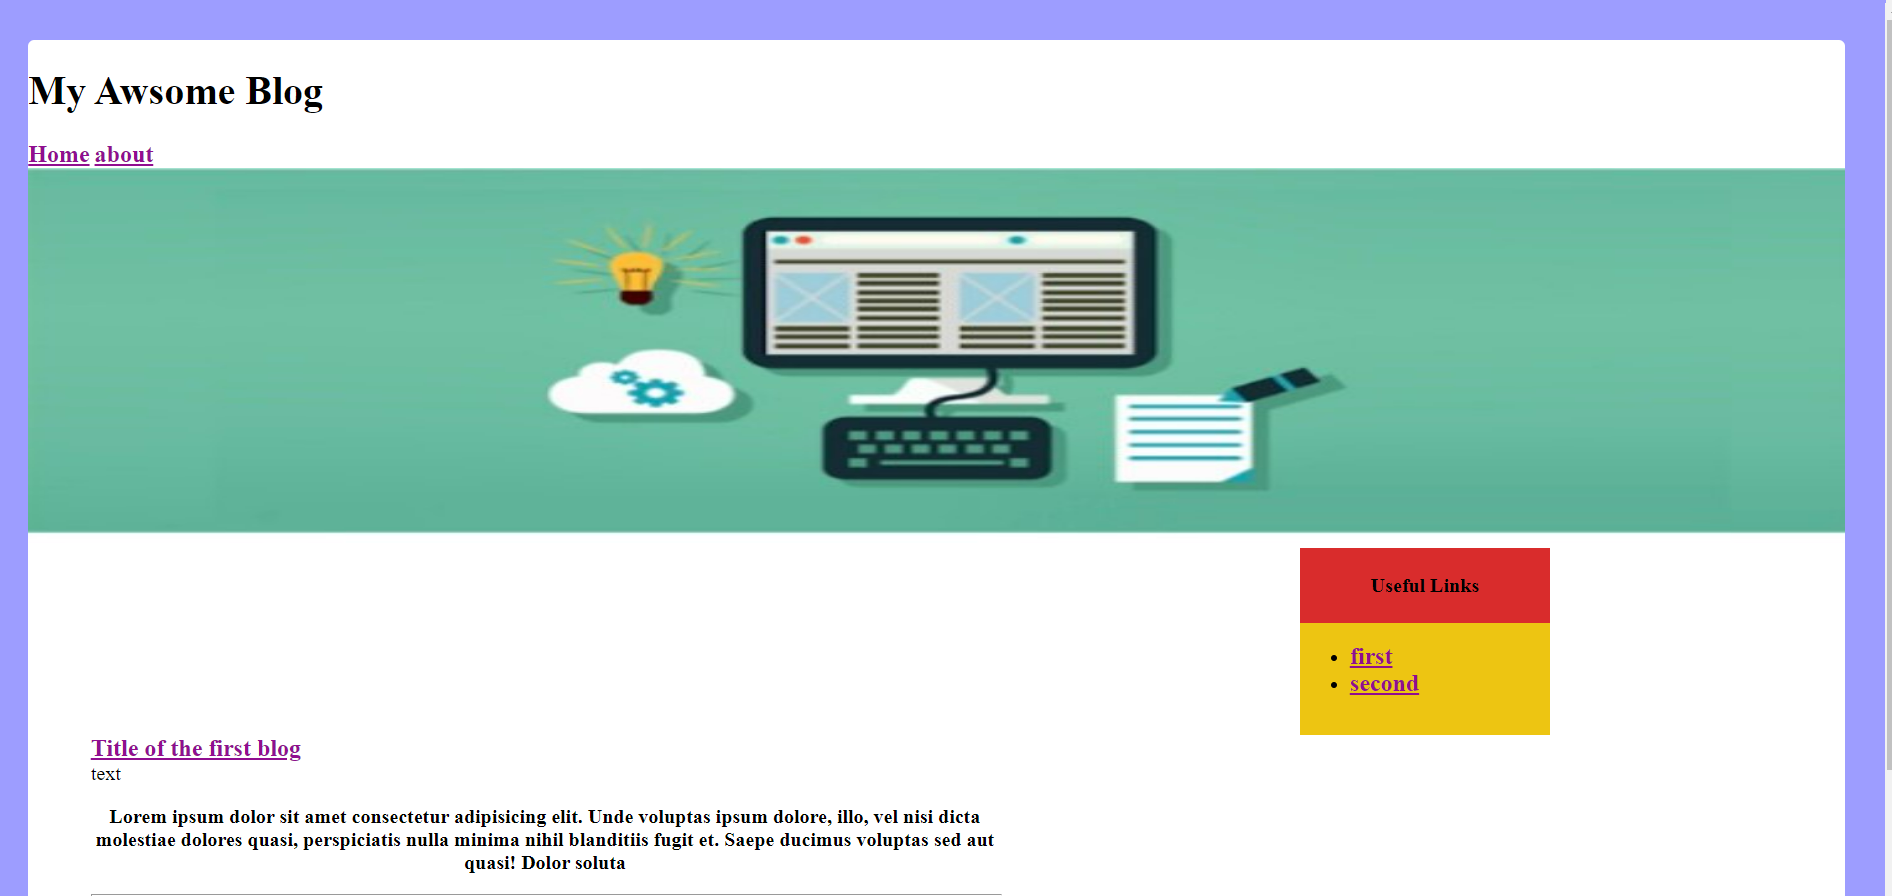 My Awsome Blog
Home about
Useful Links
first
second
Title of the first blog
text
Lorem ipsum dolor sit amet consectetur adipisicing elit. Unde voluptas ipsum dolore, illo, vel nisi dicta
molestiae dolores quasi, perspiciatis nulla minima nihil blanditiis fugit et. Saepe ducimus voluptas sed aut
quasi! Dolor soluta